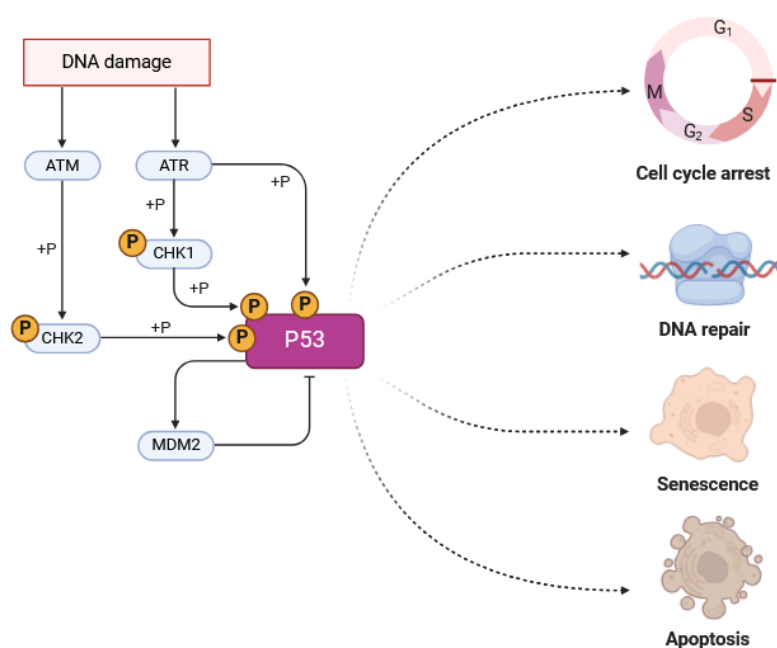 DNA damage
ATM
ATR
+P
+P
+P
P
CHK1
+P
P
CHK2
+P
P
P
P
P53
MDM2
G₁
M
S
G₂
Cell cycle arrest
DNA repair
Senescence
Apoptosis